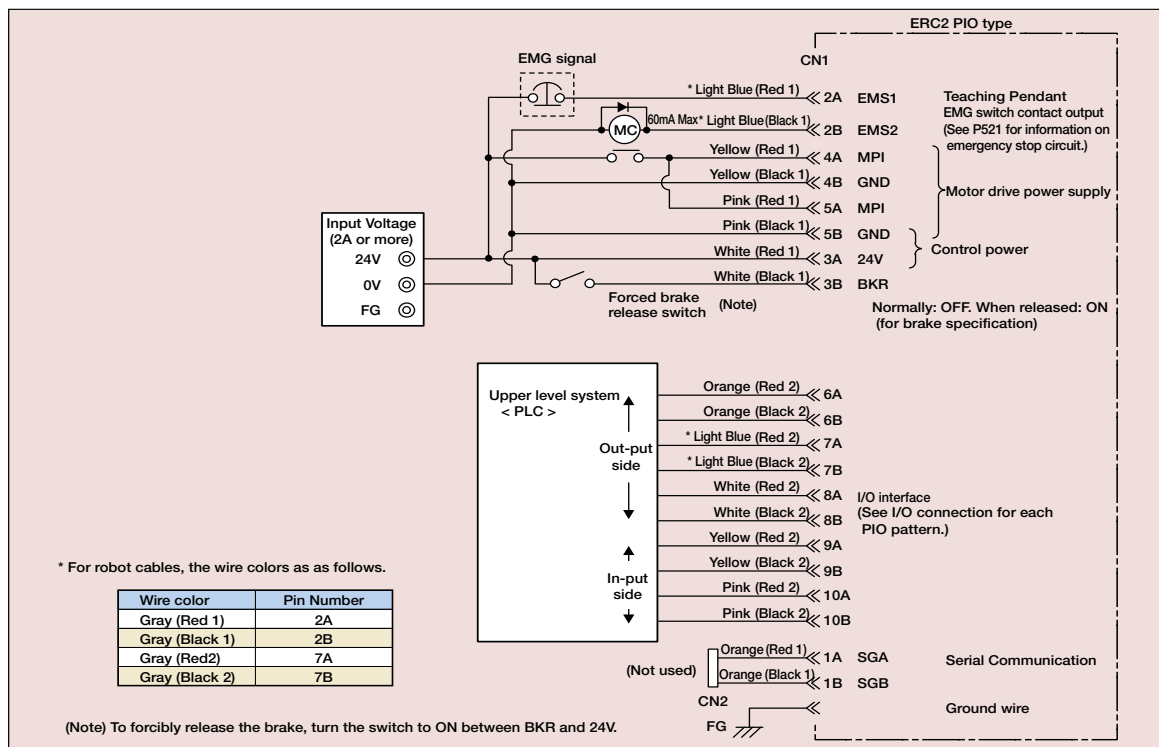 ERC2 PIO type
CN1
EMG signal
* Light Blue (Red 1) 2A EMS1
Teaching Pendant
EMG switch contact output
(See P521 for information on
emergency stop circuit.)
MC
60mA Max* Light Blue (Black 1) 2B EMS2
Yellow (Red 1) 4A MPI
Yellow (Black 1) 4B GND
Motor drive power supply
Pink (Red 1) 5A MPI
Pink (Black 1) 5B GND
Control power
White (Red 1) 3A 24V
White (Black 1) 3B BKR
Input Voltage
(2A or more)
24V
0V
FG
Forced brake
release switch
(Note)
Normally: OFF. When released: ON
(for brake specification)
Upper level system
< PLC >
Out-put
side
In-put
side
Orange (Red 2) 6A
Orange (Black 2) 6B
* Light Blue (Red 2) 7A
* Light Blue (Black 2) 7B
White (Red 2) 8A
White (Black 2) 8B
Yellow (Red 2) 9A
Yellow (Black 2) 9B
Pink (Red 2) 10A
Pink (Black 2) 10B
I/O interface
(See I/O connection for each
PIO pattern.)
* For robot cables, the wire colors as as follows.
Wire color Pin Number
Gray (Red 1) 2A
Gray (Black 1) 2B
Gray (Red2) 7A
Gray (Black 2) 7B
(Not used)
Orange (Red 1) 1A SGA
Serial Communication
Orange (Black 1) 1B SGB
CN2
FG
Ground wire
(Note) To forcibly release the brake, turn the switch to ON between BKR and 24V.